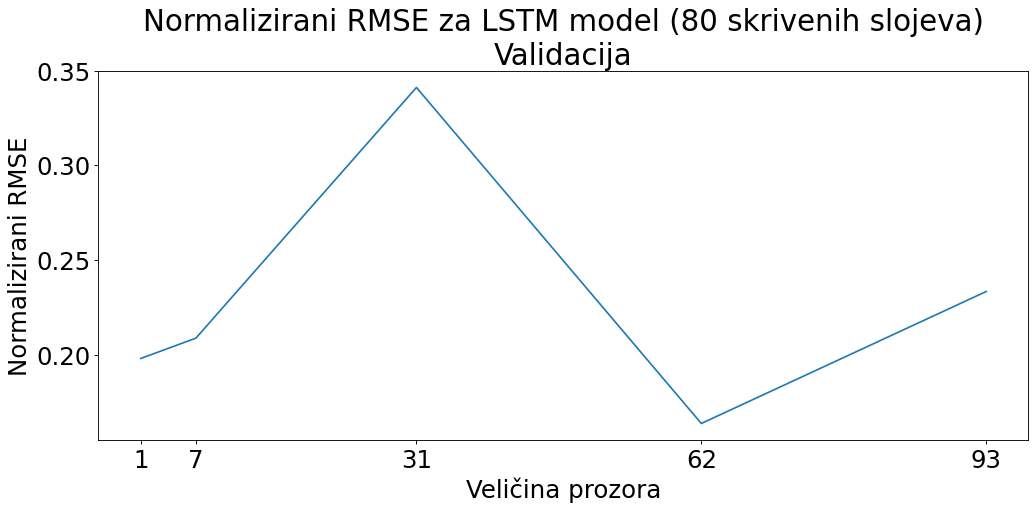 Normalizirani RMSE za LSTM model (80 skrivenih slojeva)
Validacija
Normalizirani RMSE
0.35
0.30
0.25
0.20
1 7 31 62 93
Veličina prozora